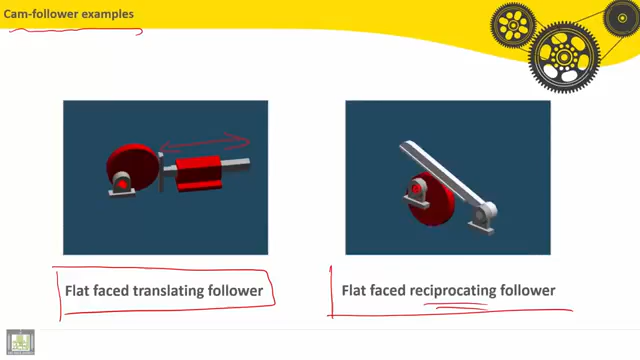 Cam-follower examples
Flat faced translating follower
Flat faced reciprocating follower